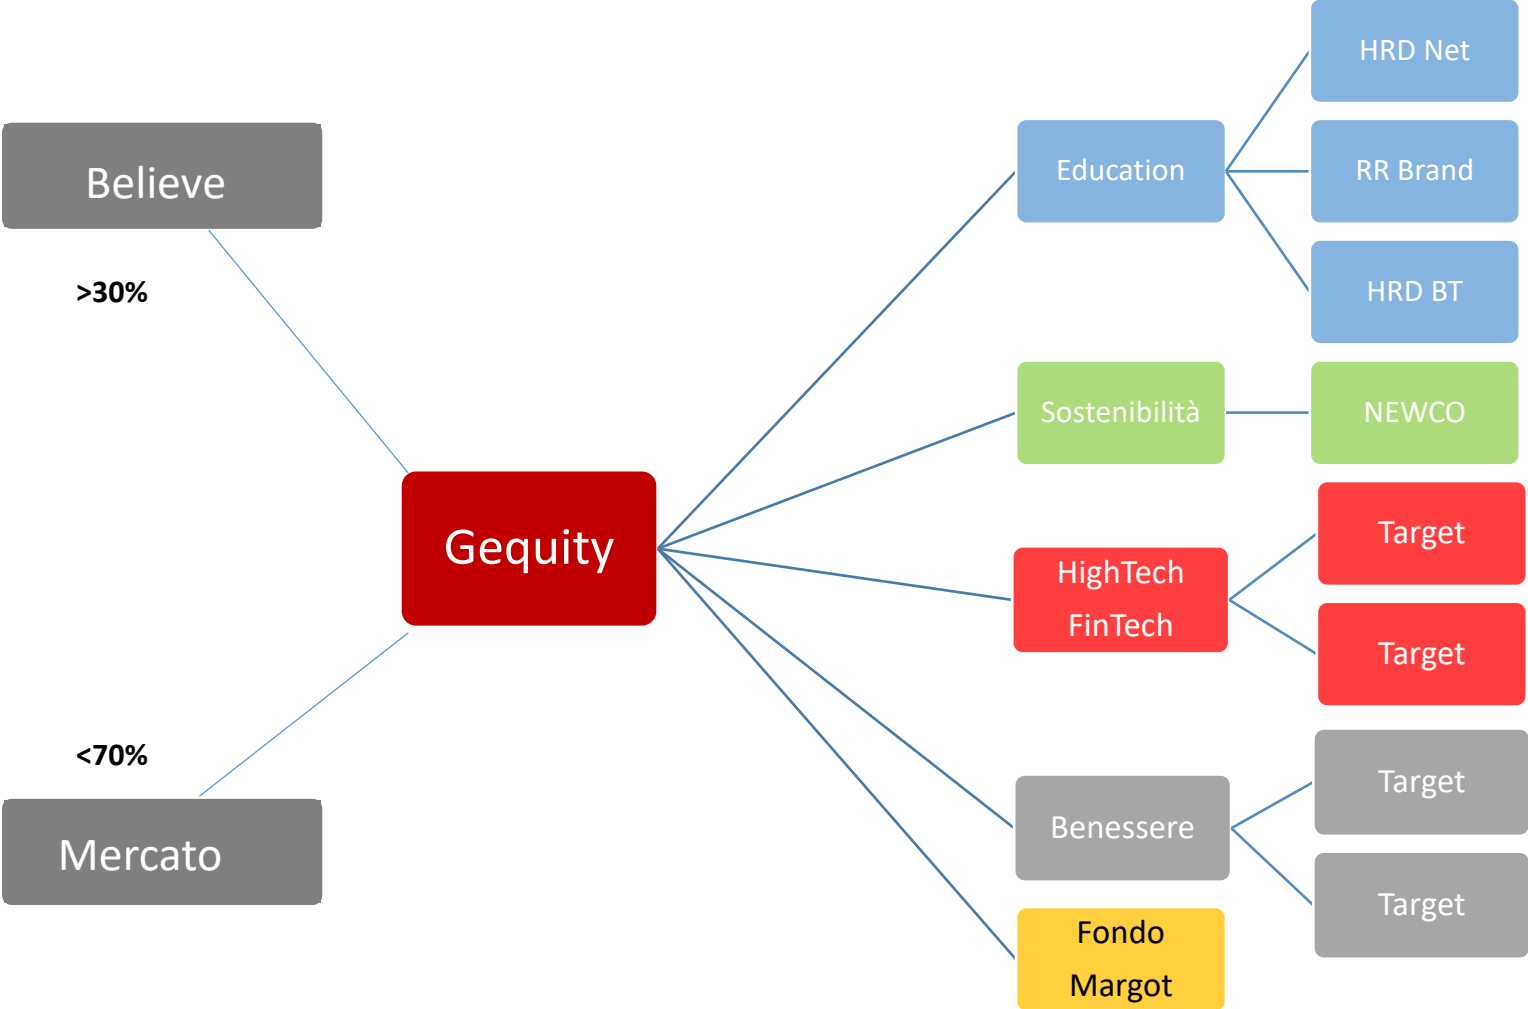 Believe
>30%
Gequity
<70%
Mercato
Education
HRD Net
RR Brand
HRD BT
Sostenibilità
NEWCO
HighTech
FinTech
Target
Target
Benessere
Target
Target
Fondo
Margot